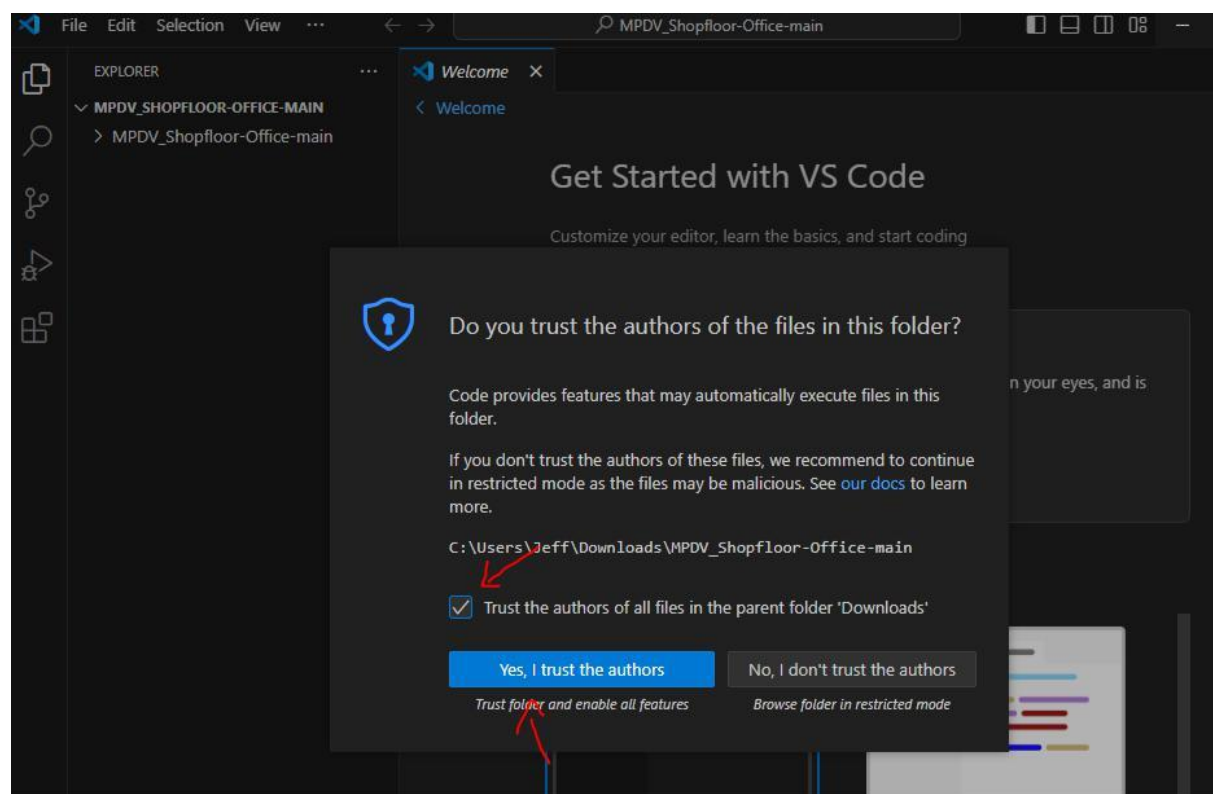 File Edit Selection View ··· MPDV_Shopfloor-Office-main
EXPLORER ···
MPDV_SHOPFLOOR-OFFICE-MAIN
MPDV_Shopfloor-Office-main
Welcome
Welcome
Get Started with VS Code
Customize your editor, learn the basics, and start coding
n your eyes, and is
Do you trust the authors of the files in this folder?
Code provides features that may automatically execute files in this
folder.
If you don't trust the authors of these files, we recommend to continue
in restricted mode as the files may be malicious. See our docs to learn
more.
C:\Users\Jeff\Downloads\MPDV_Shopfloor-Office-main
Trust the authors of all files in the parent folder 'Downloads'
Yes, I trust the authors
No, I don't trust the authors
Trust folder and enable all features
Browse folder in restricted mode